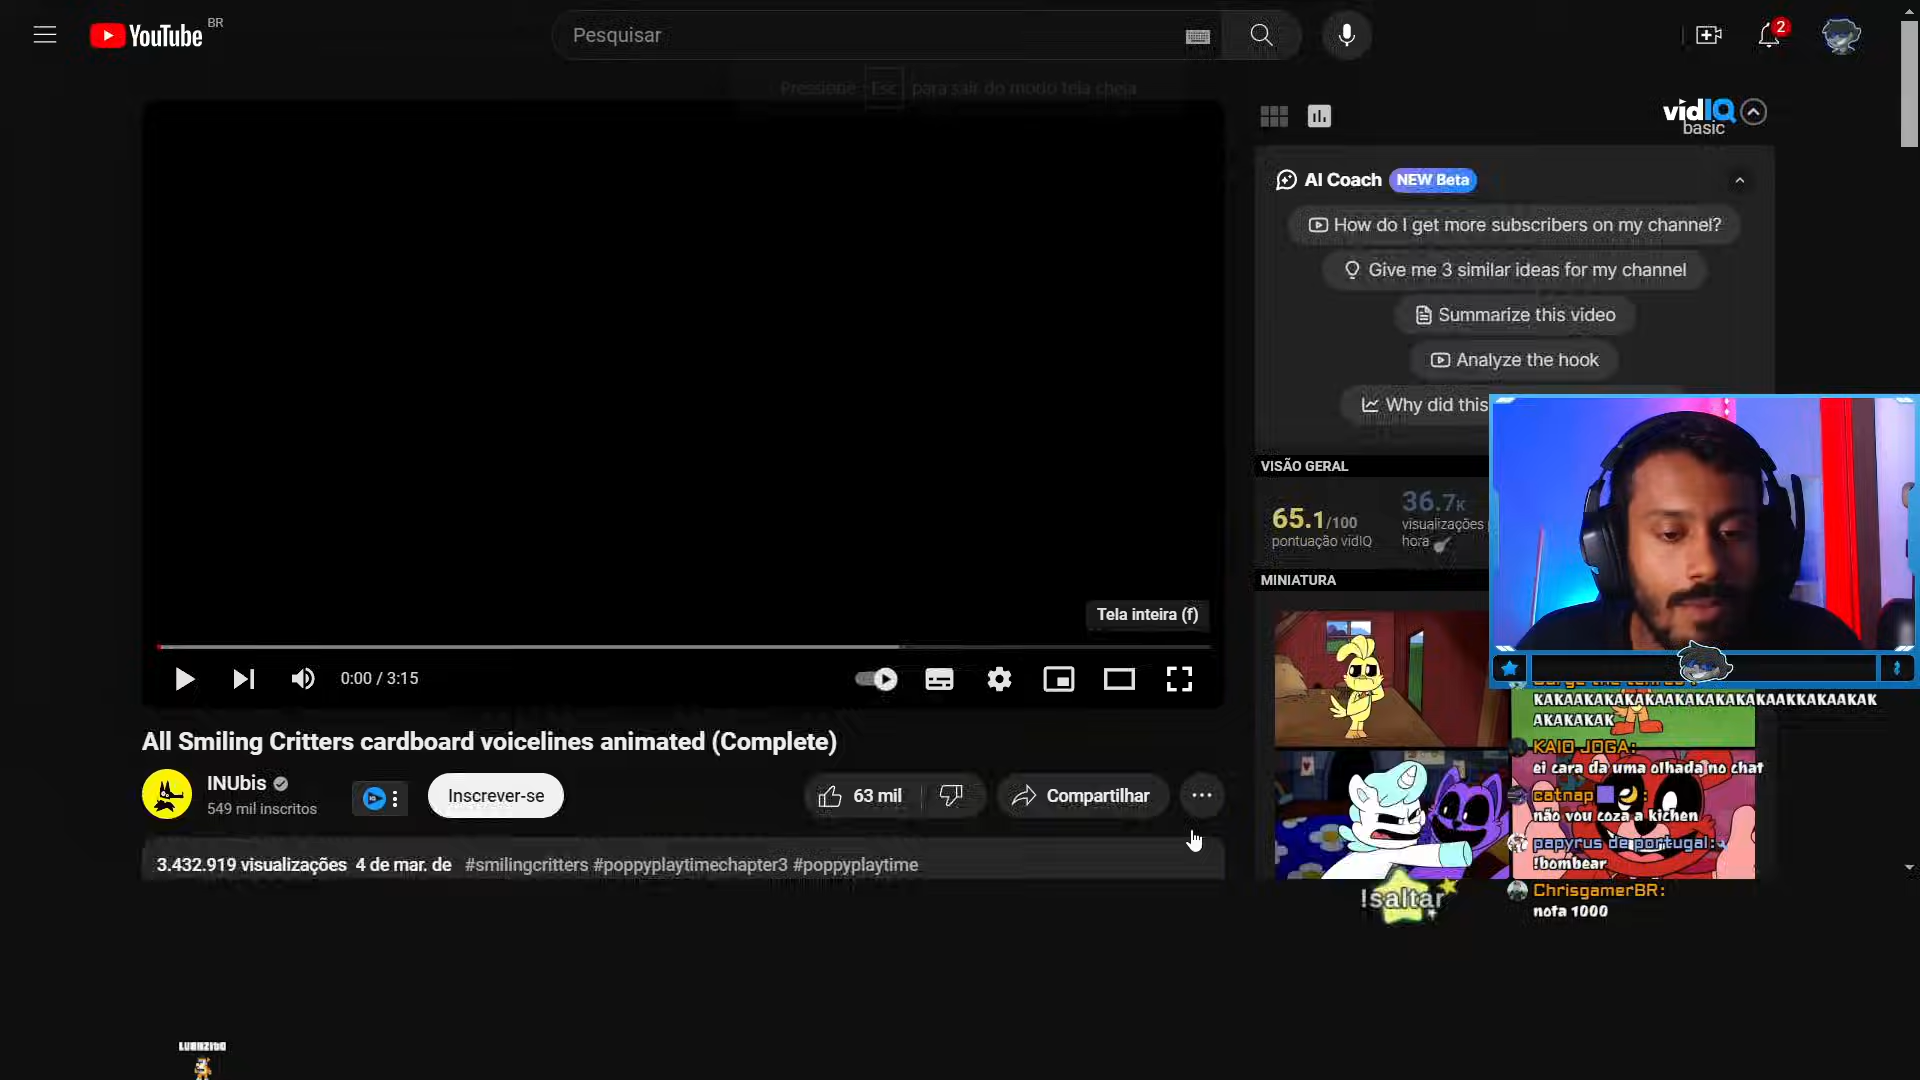 YouTube BR
Pesquisar
2
Pressione Esc para sair do modo tela cheia
vidIQ
basic
AI Coach NEW Beta
How do I get more subscribers on my channel?
Give me 3 similar ideas for my channel
Summarize this video
Analyze the hook
Why did this
VISÃO GERAL
65.1/100
pontuação vidIQ
36.7K
visualizações
hora
MINIATURA
Tela inteira (f)
0:00 / 3:15
All Smiling Critters cardboard voicelines animated (Complete)
INUbis
549 mil inscritos
Inscrever-se
63 mil
Compartilhar
3.432.919 visualizações 4 de mar. de #smilingcritters #poppyplaytimechapter3 #poppyplaytime
KAKAAKAKAKAAKAKAKAKAKAAKKAKAAKAK
AKAKAKAK
KAIO JOGA:
ei cara da uma olhada no chat
catnap
não vou coza a kichen
papyrus de portugal:
!bombear
ChrisgamerBR:
nota 1000
!saltar
LUANZITO